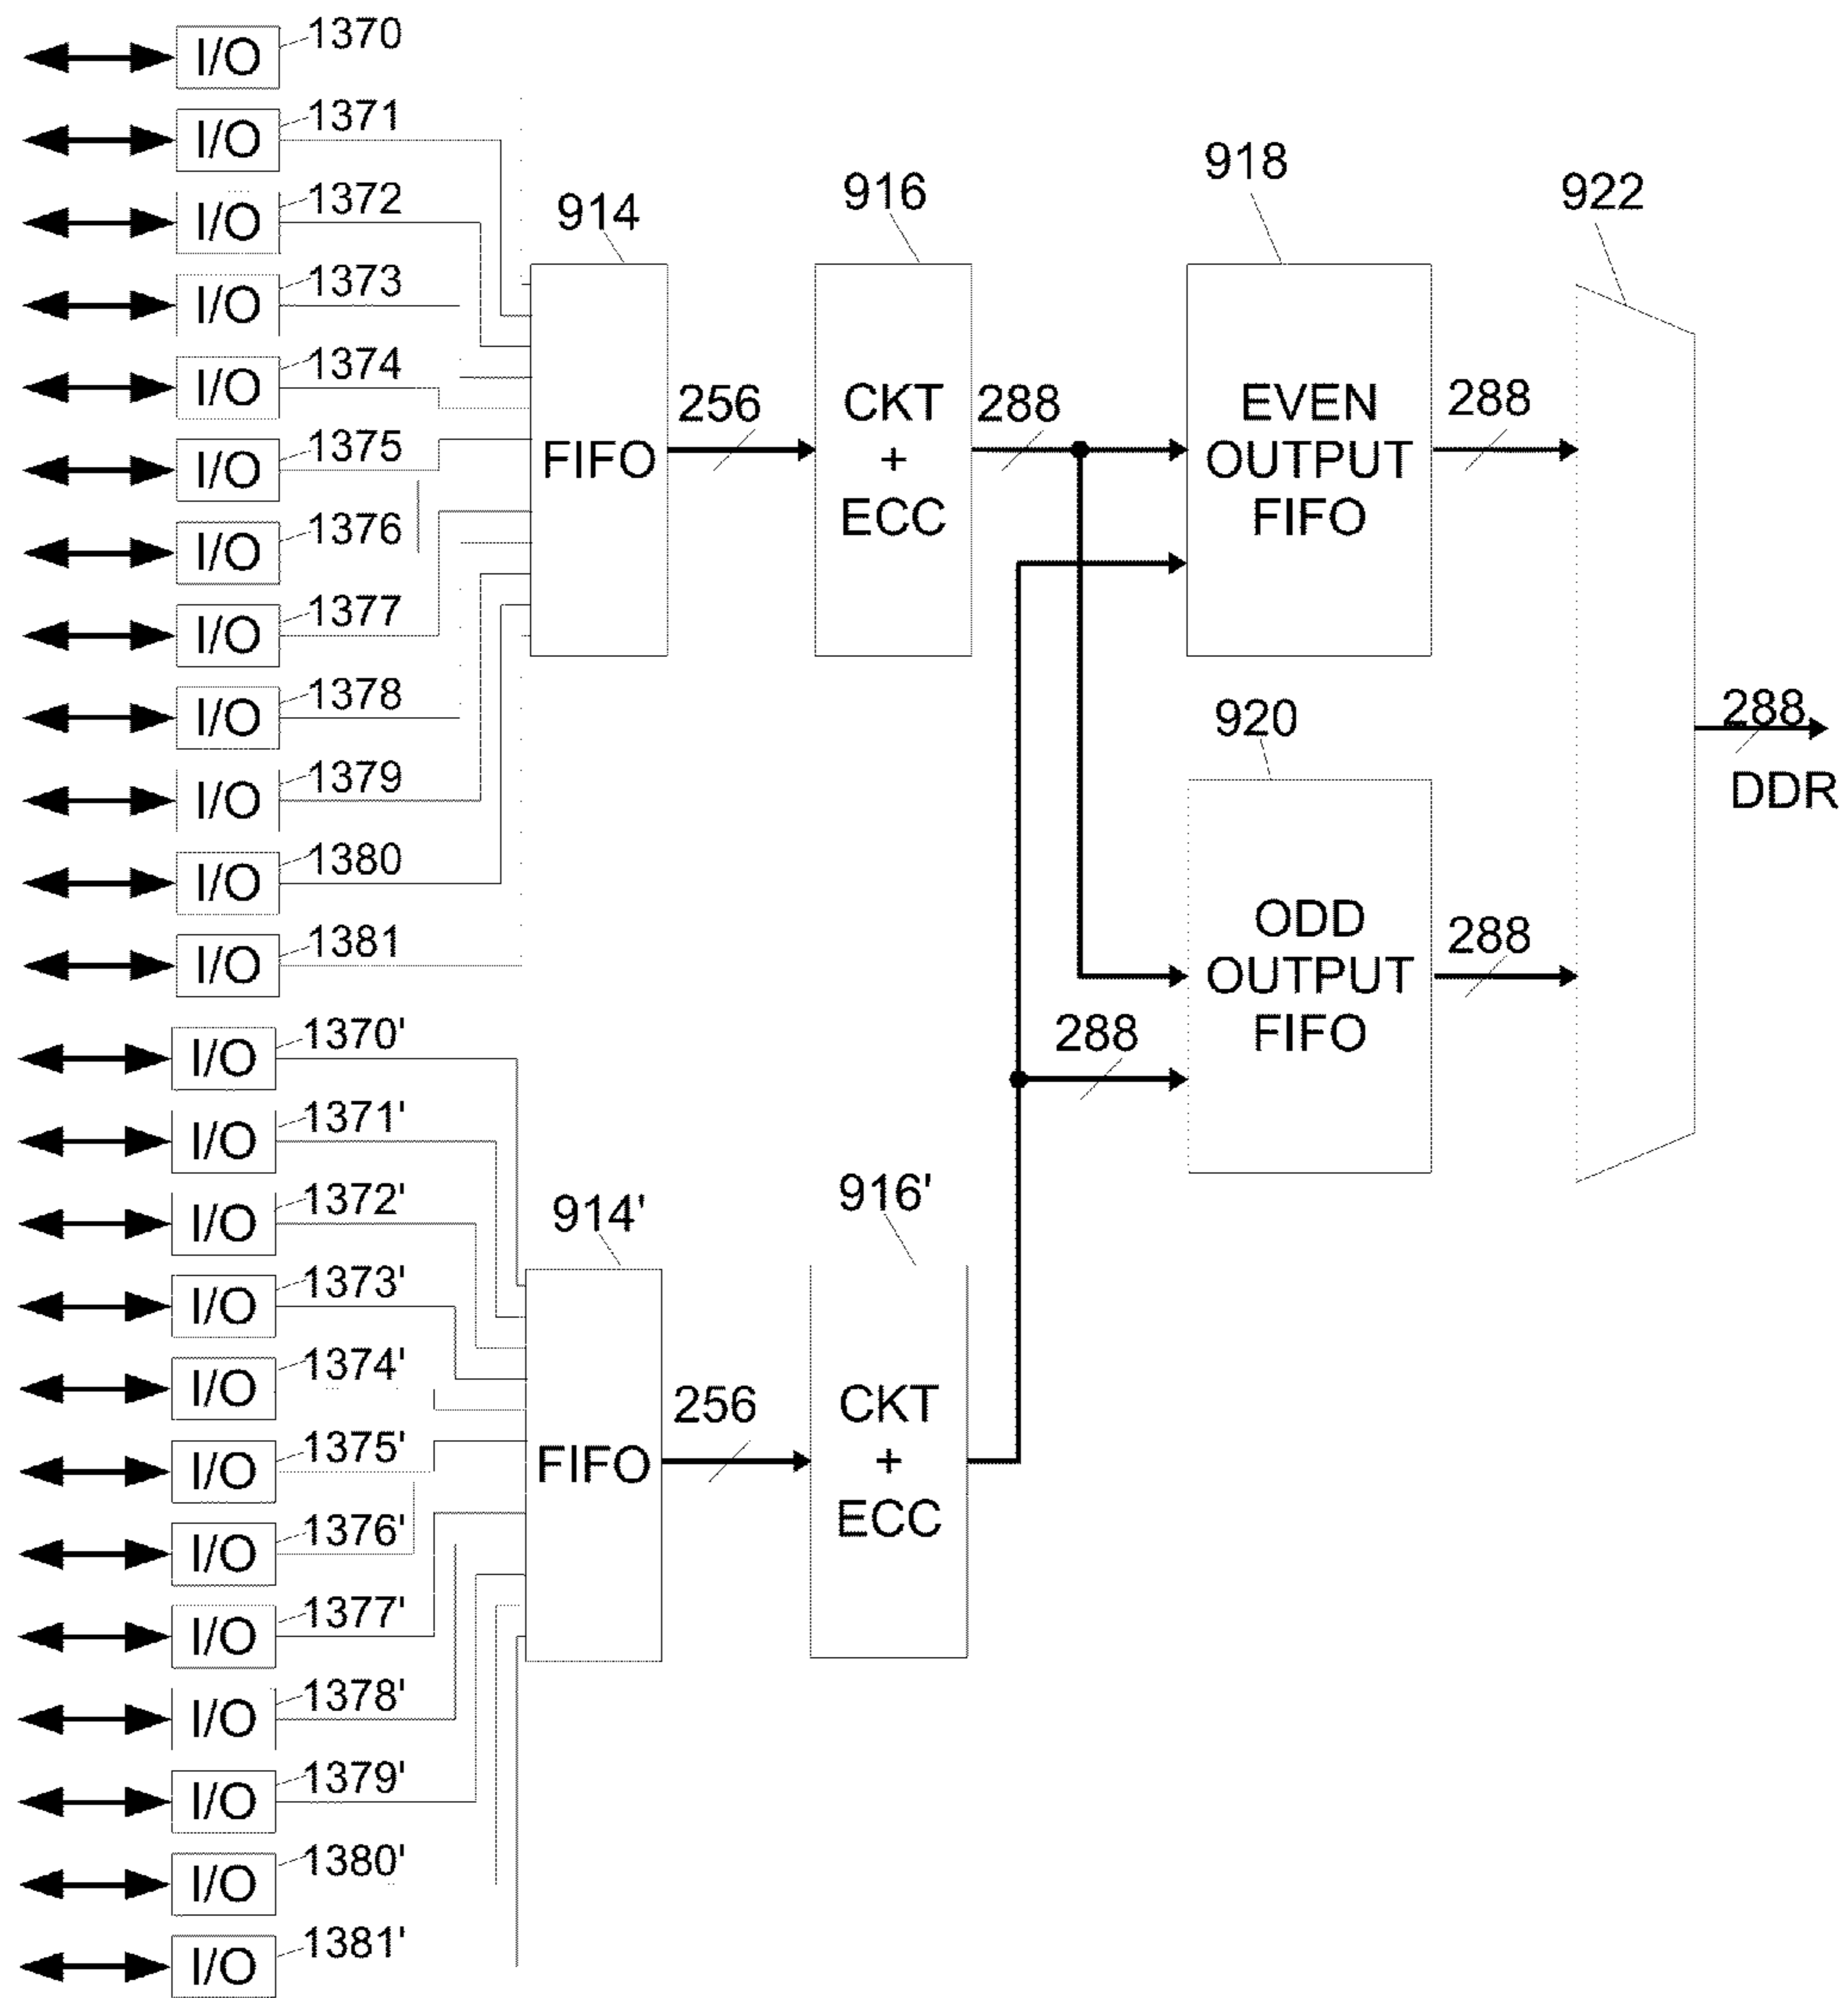 I/O 1370
I/O 1371
I/O 1372
I/O 1373
I/O 1374
I/O 1375
I/O 1376
I/O 1377
I/O 1378
I/O 1379
I/O 1380
I/O 1381
914
FIFO
256
916
CKT
+
ECC
288
918
EVEN
OUTPUT
FIFO
288
922
920
ODD
OUTPUT
FIFO
288
288
288
DDR
I/O 1370'
I/O 1371'
I/O 1372'
I/O 1373'
I/O 1374'
I/O 1375'
I/O 1376'
I/O 1377'
I/O 1378'
I/O 1379'
I/O 1380'
I/O 1381'
914'
FIFO
256
916'
CKT
+
ECC